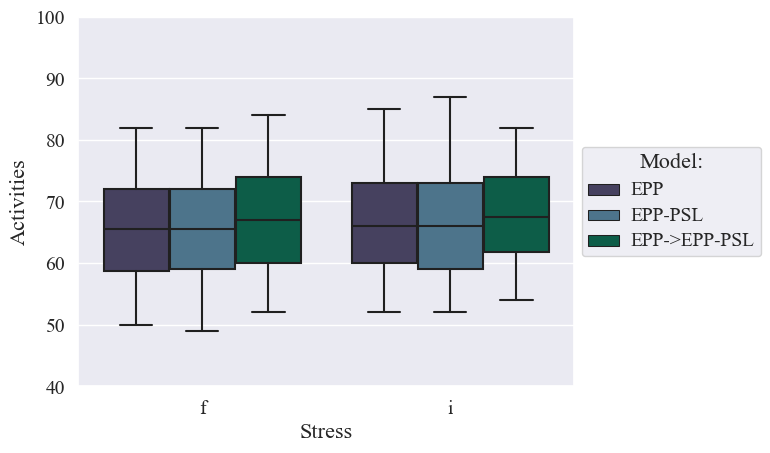 100
90
80
70
60
50
40
Activities
f
i
Stress
Model:
EPP
EPP-PSL
EPP->EPP-PSL